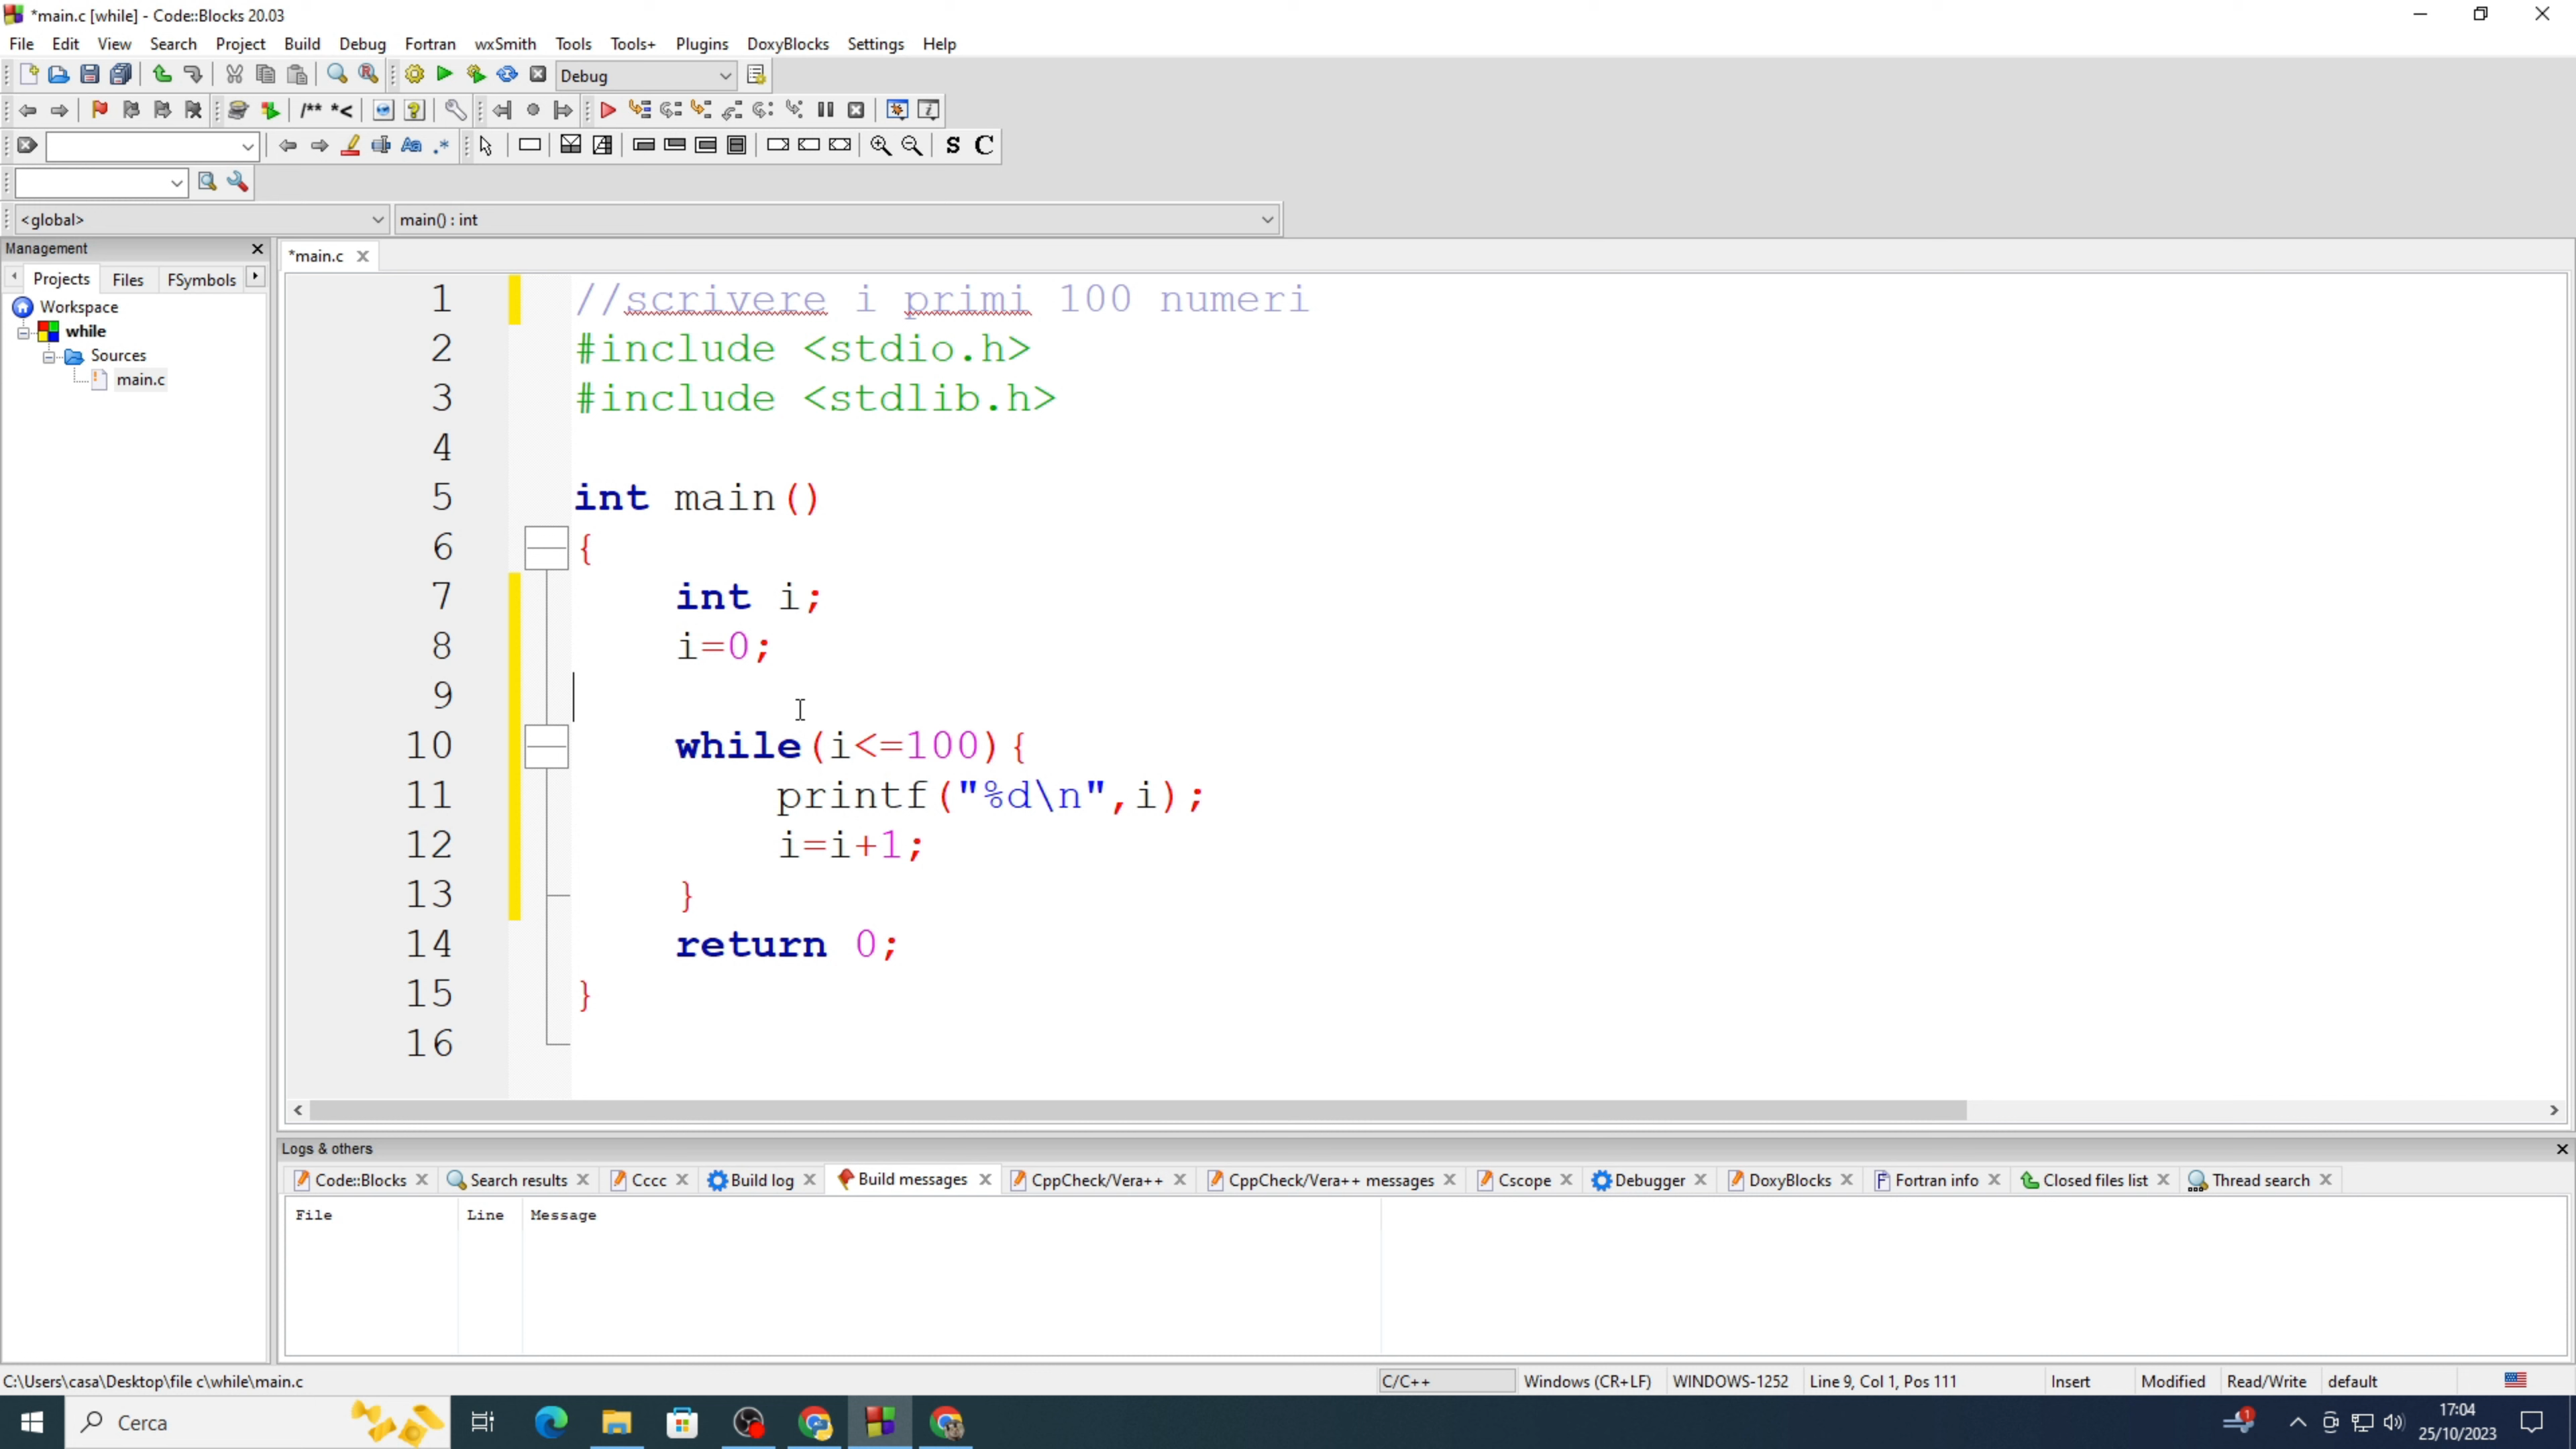 *main.c [while] - Code::Blocks 20.03
File Edit View Search Project Build Debug Fortran wxSmith Tools Tools+ Plugins DoxyBlocks Settings Help
Debug
/** *<
Aa .*
S C
<global> main() : int
Management
*main.c
Projects Files FSymbols
Workspace
while
Sources
main.c
1 //scrivere i primi 100 numeri
2 #include <stdio.h>
3 #include <stdlib.h>
4
5 int main()
6 {
7 int i;
8 i=0;
9
10 while(i<=100){
11 printf("%d\n",i);
12 i=i+1;
13 }
14 return 0;
15 }
16
Logs & others
Code::Blocks Search results Cccc Build log Build messages CppCheck/Vera++ CppCheck/Vera++ messages Cscope Debugger DoxyBlocks Fortran info Closed files list Thread search
File Line Message
C:\Users\casa\Desktop\file c\while\main.c C/C++ Windows (CR+LF) WINDOWS-1252 Line 9, Col 1, Pos 111 Insert Modified Read/Write default
Cerca 1 17:04
25/10/2023